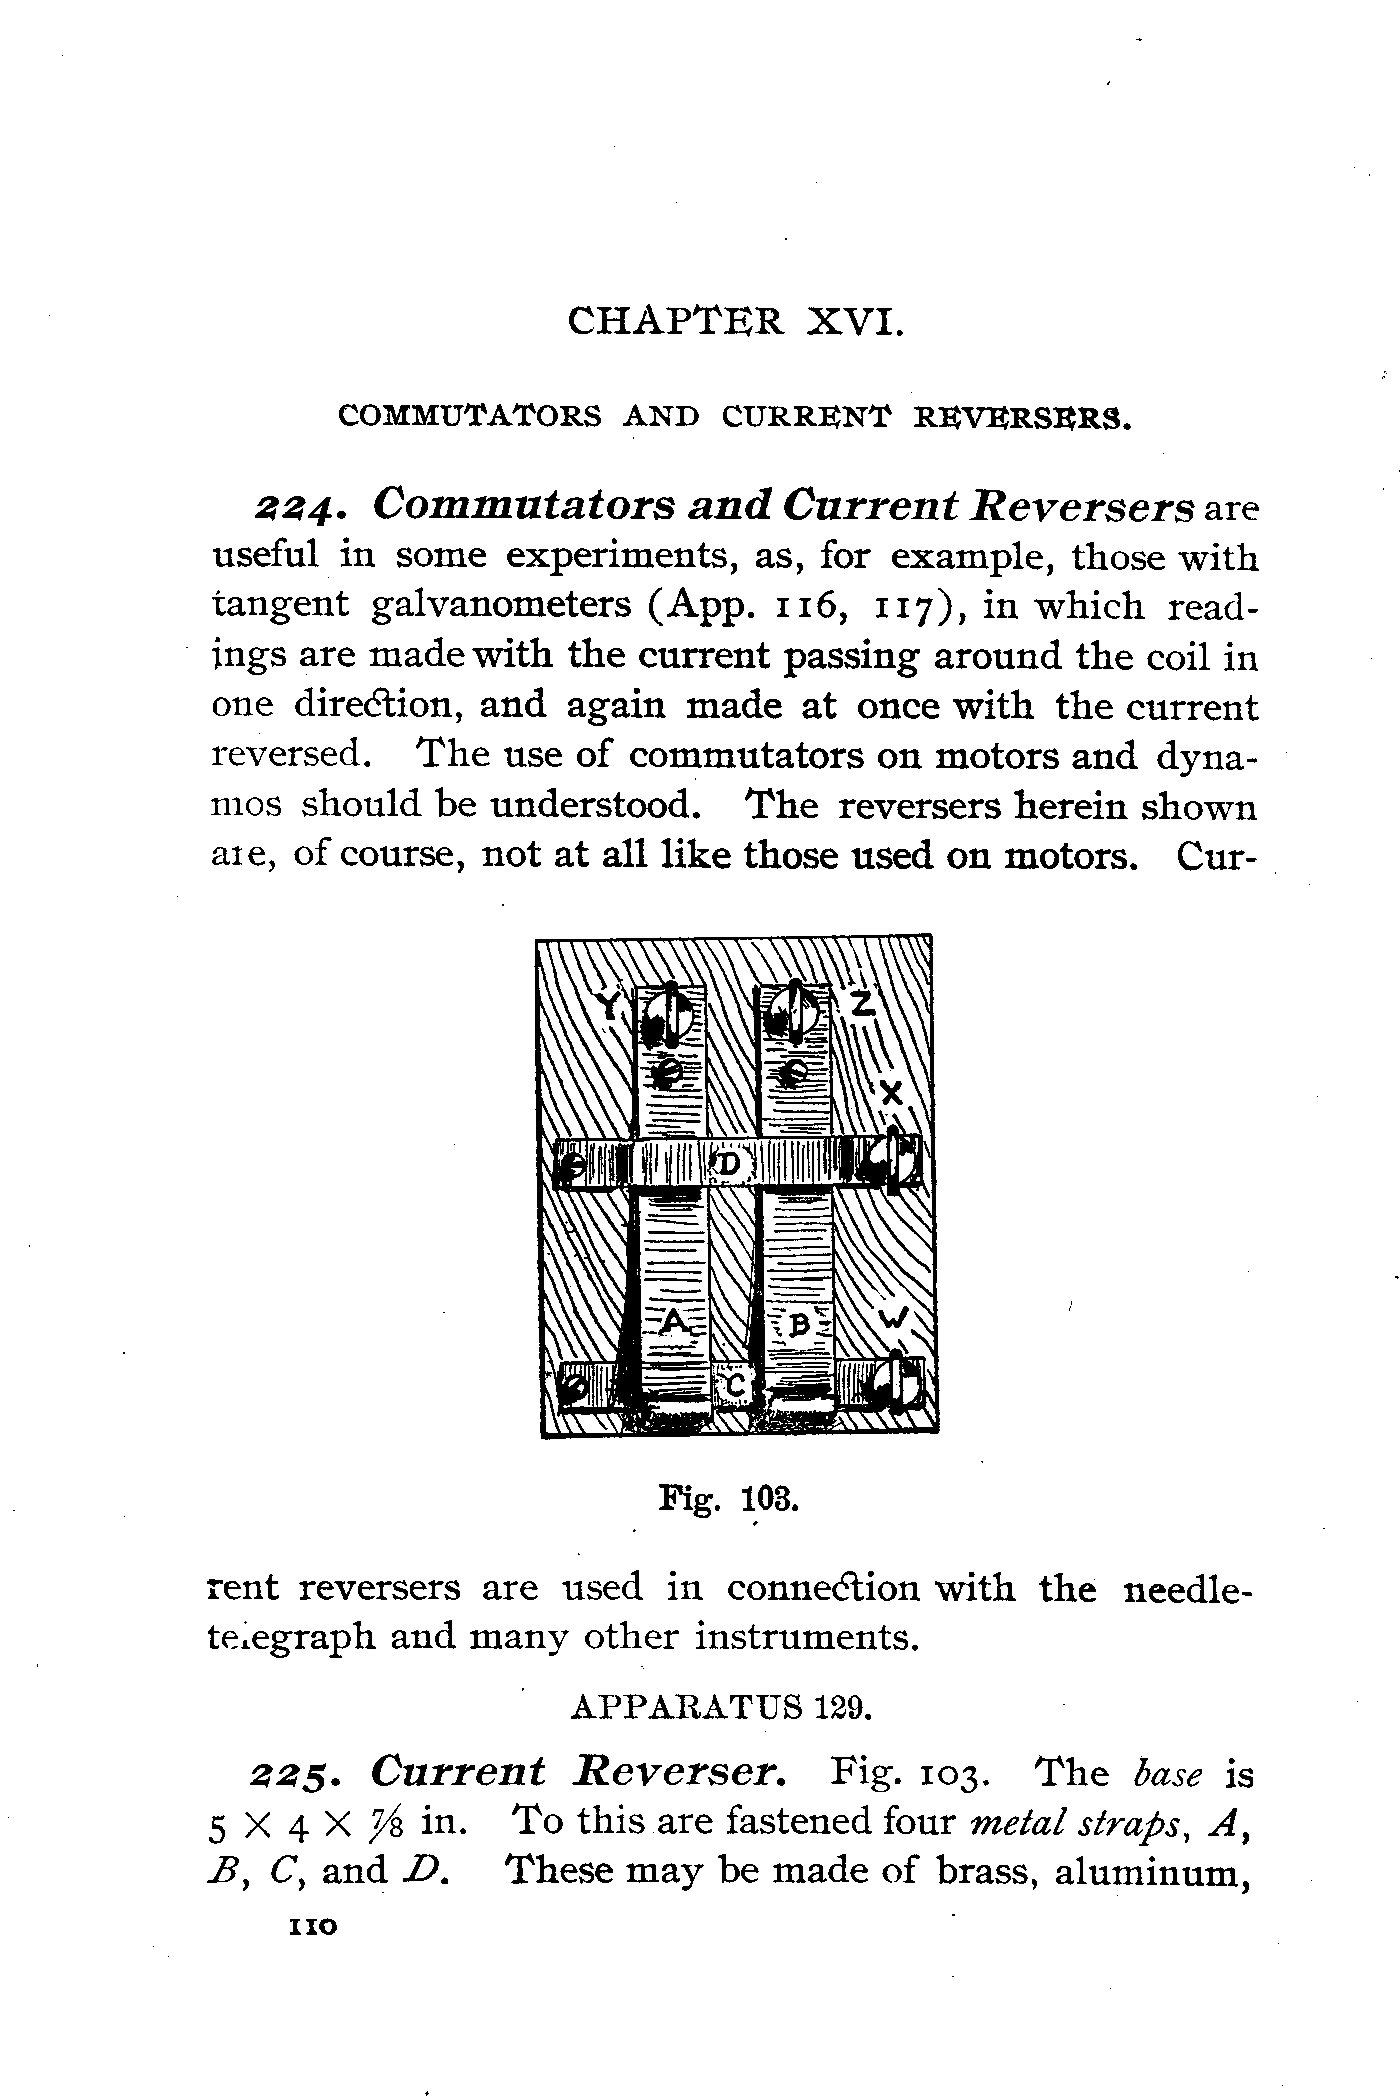 CHAPTER XVI.
COMMUTATORS AND CURRENT REVERSERS.
224. Commutators and Current Reversers are
useful in some experiments, as, for example, those with
tangent galvanometers (App. 116, 117), in which read-
ings are made with the current passing around the coil in
one direction, and again made at once with the current
reversed. The use of commutators on motors and dyna-
mos should be understood. The reversers herein shown
are, of course, not at all like those used on motors. Cur-
Y Z
X
D
A B W
C
Fig. 103.
rent reversers are used in connection with the needle-
telegraph and many other instruments.
APPARATUS 129.
225. Current Reverser. Fig. 103. The base is
5 X 4 X 7/8 in. To this are fastened four metal straps, A,
B, C, and D. These may be made of brass, aluminum,
110